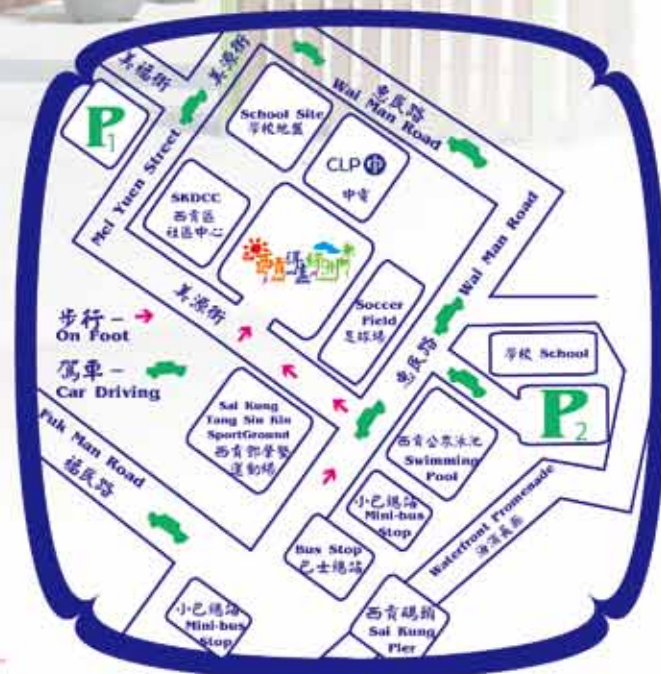 美福街
美源街
惠民路
Wai Man Road
P1
School Site
學校地盤
CLP 中
中電
Mei Yuen Street
SKDCC
西貢區
社區中心
Wai Man Road
美源街
Soccer
Field
足球場
步行 -
On Foot
惠民路
學校 School
駕車 -
Car Driving
P2
Sai Kung
Tang Siu Kin
SportGround
西貢鄧肇堅
運動場
西貢公眾泳池
Swimming
Pool
Fuk Man Road
福民路
小巴總站
Mini-bus
Stop
Waterfront Promenade
海濱長廊
Bus Stop
巴士總站
小巴總站
Mini-bus
Stop
西貢碼頭
Sai Kung
Pier